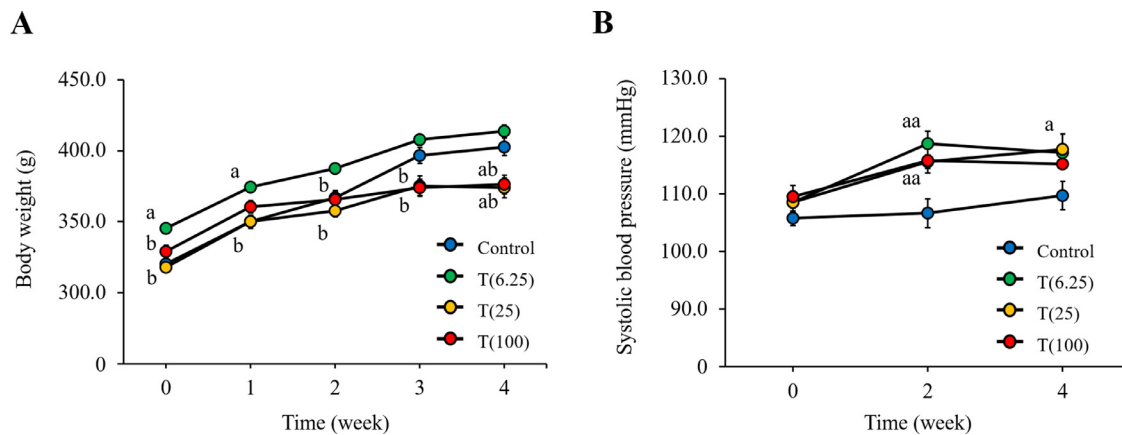 A
Body weight (g)
450.0
400.0
350.0
300.0
0
a
b
b
a
b
b
b
b
b
ab
ab
Control
T(6.25)
T(25)
T(100)
0 1 2 3 4
Time (week)
B
Systolic blood pressure (mmHg)
130.0
120.0
110.0
100.0
90.0
0
aa
aa
a
Control
T(6.25)
T(25)
T(100)
0 2 4
Time (week)